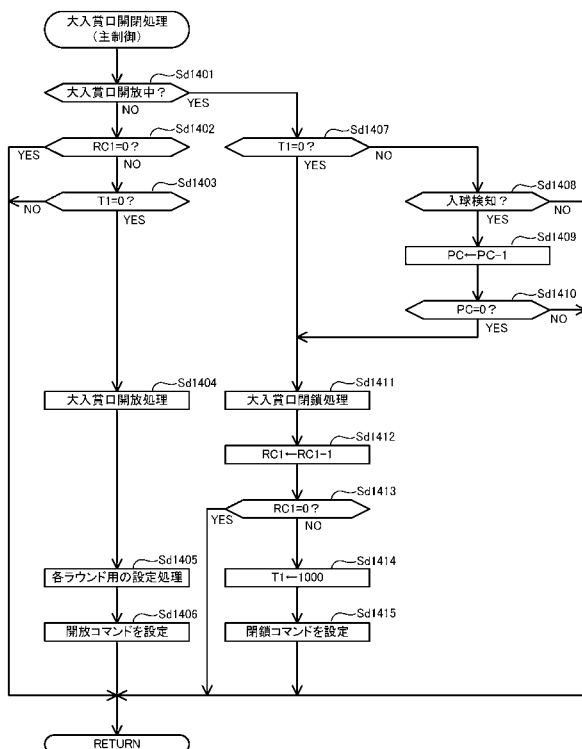 大入賞口開閉処理
(主制御)
Sd1401
大入賞口開放中？
YES
NO
Sd1402
RC1=0？
YES
NO
Sd1403
T1=0？
NO
YES
Sd1404
大入賞口開放処理
Sd1405
各ラウンド用の設定処理
Sd1406
開放コマンドを設定
Sd1407
T1=0？
NO
YES
Sd1408
入球検知？
NO
YES
Sd1409
PC←PC-1
Sd1410
PC=0？
NO
YES
Sd1411
大入賞口閉鎖処理
Sd1412
RC1←RC1-1
Sd1413
RC1=0？
YES
NO
Sd1414
T1←1000
Sd1415
閉鎖コマンドを設定
RETURN